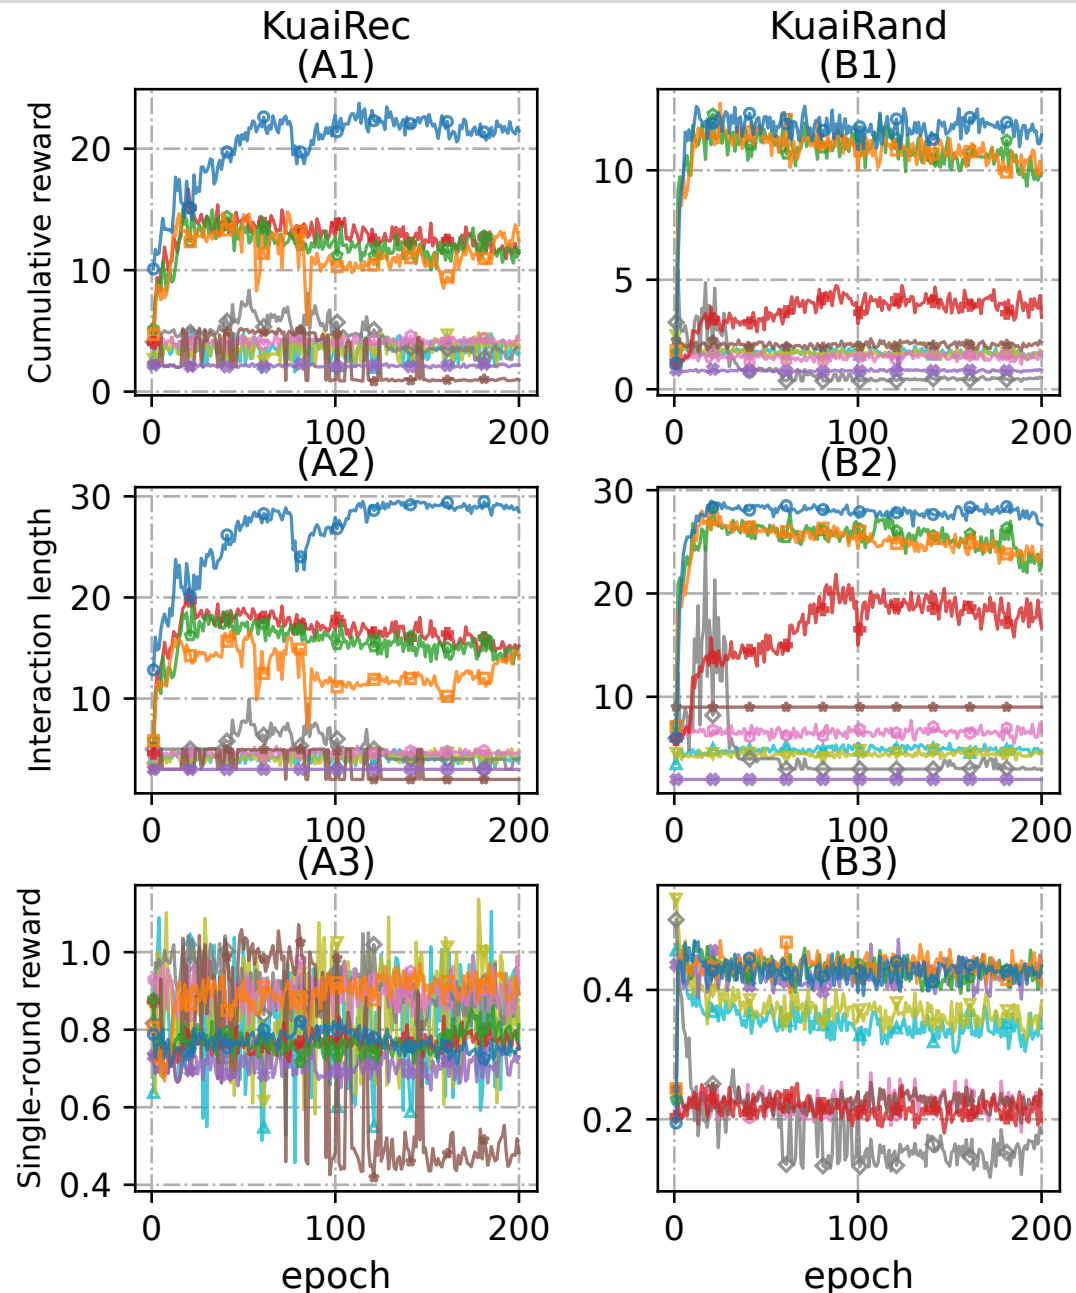 KuaiRec
KuaiRand
(A1)
(B1)
Cumulative reward
20
10
0
0
100
200
10
5
0
0
100
200
(A2)
(B2)
Interaction length
30
20
10
0
100
200
30
20
10
0
100
200
(A3)
(B3)
Single-round reward
1.0
0.8
0.6
0.4
0
100
200
0.4
0.2
0
100
200
epoch
epoch